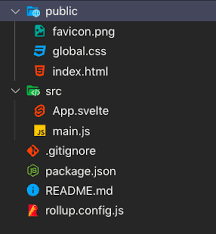 public
favicon.png
global.css
index.html
src
App.svelte
JS main.js
.gitignore
package.json
README.md
rollup.config.js